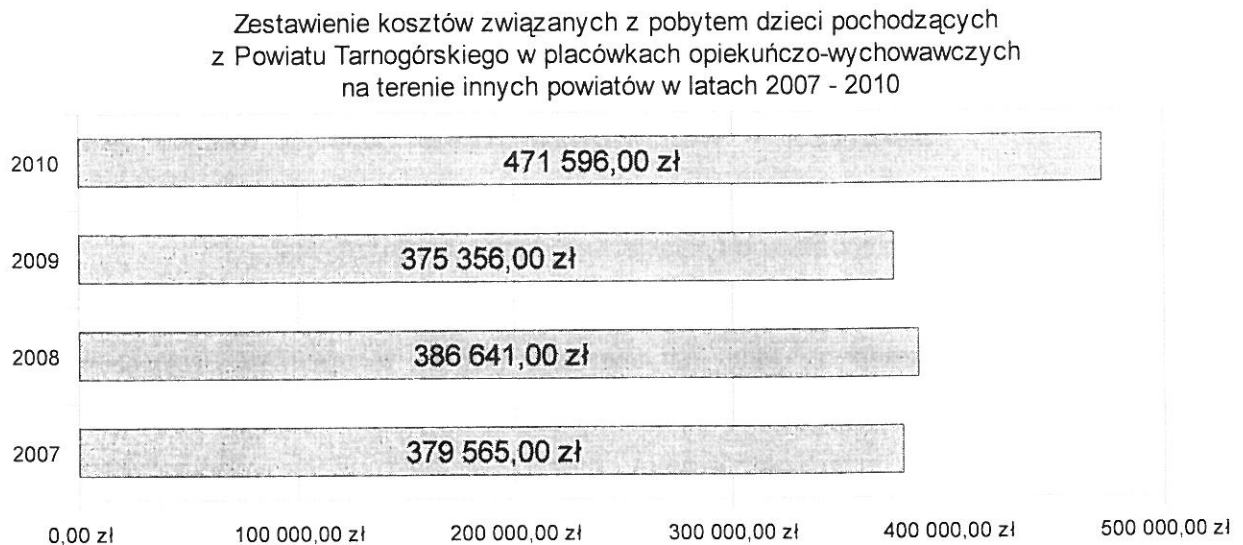 Zestawienie kosztów związanych z pobytem dzieci pochodzących
z Powiatu Tarnogórskiego w placówkach opiekuńczo-wychowawczych
na terenie innych powiatów w latach 2007 - 2010
2010 471 596,00 zł
2009 375 356,00 zł
2008 386 641,00 zł
2007 379 565,00 zł
0,00 zł 100 000,00 zł 200 000,00 zł 300 000,00 zł 400 000,00 zł 500 000,00 zł